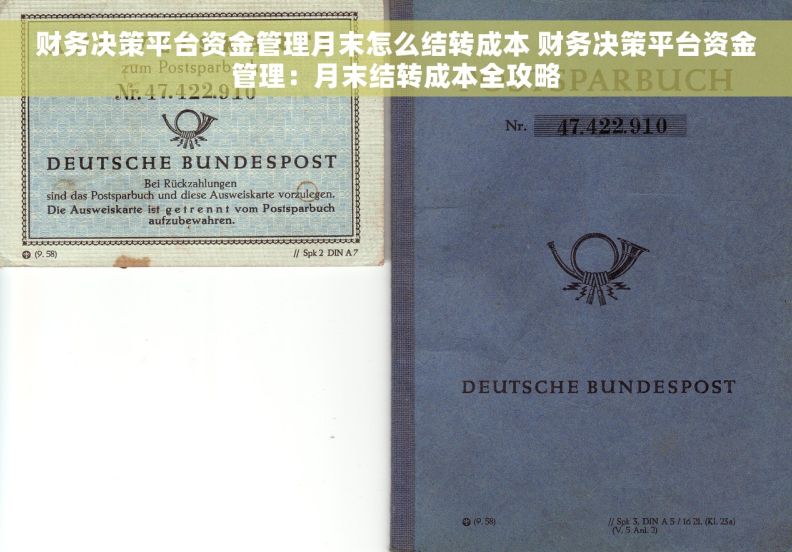 财务决策平台资金管理月末怎么结转成本 财务决策平台资金
管理：月末结转成本全攻略
zum Postsparb
Nr. 47.422.910
DEUTSCHE BUNDESPOST
Bei Rückzahlungen
sind das Postsparbuch und diese Ausweiskarte vorzulegen.
Die Ausweiskarte ist getrennt vom Postsparbuch
aufzubewahren.
(9. 58)
// Spk 2 DIN A 7
SPARBUCH
Nr. 47.422.910
DEUTSCHE BUNDESPOST
(9. 58)
// Spk 3, DIN A 5 / 16 Bl. (Kl. 23a)
(V, 5 Anl. 2)